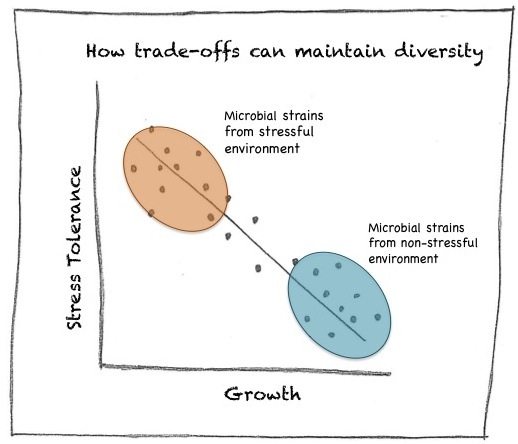 How trade-offs can maintain diversity
Microbial strains
from stressful
environment
Microbial strains
from non-stressful
environment
Stress Tolerance
Growth